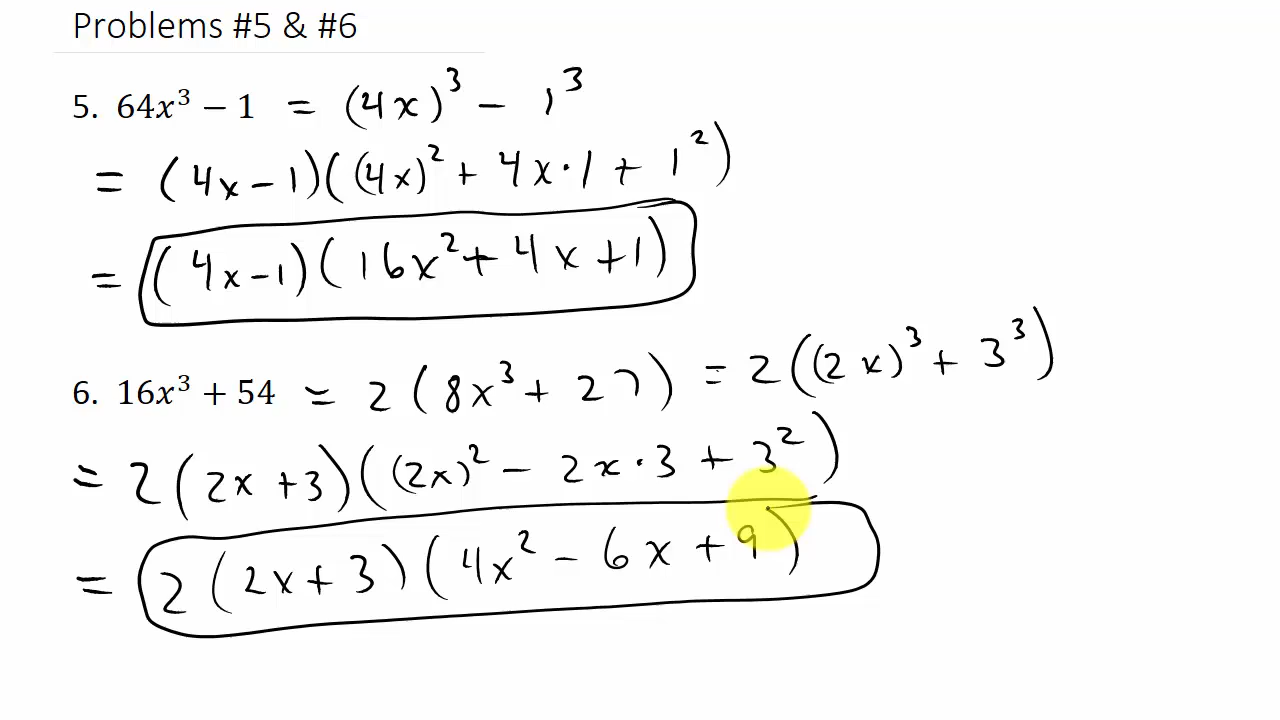 Problems #5 & #6
5. 64x³ − 1 = (4x)³ − 1³
= (4x−1)((4x)² + 4x·1 + 1²)
= (4x−1)(16x² + 4x + 1)
6. 16x³ + 54 = 2(8x³ + 27) = 2((2x)³ + 3³)
= 2(2x+3)((2x)² − 2x·3 + 3²)
= 2(2x+3)(4x² − 6x + 9)